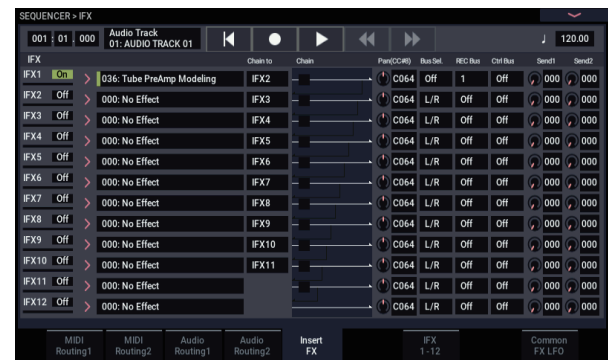 SEQUENCER > IFX
001 : 01 . 000 Audio Track 01: AUDIO TRACK 01 ♩ 120.00
IFX Chain to Chain Pan(CC#8) Bus Sel. REC Bus Ctrl Bus Send1 Send2
IFX1 On 036: Tube PreAmp Modeling IFX2 C064 Off 1 Off 000 000
IFX2 Off 000: No Effect IFX3 C064 L/R Off Off 000 000
IFX3 Off 000: No Effect IFX4 C064 L/R Off Off 000 000
IFX4 Off 000: No Effect IFX5 C064 L/R Off Off 000 000
IFX5 Off 000: No Effect IFX6 C064 L/R Off Off 000 000
IFX6 Off 000: No Effect IFX7 C064 L/R Off Off 000 000
IFX7 Off 000: No Effect IFX8 C064 L/R Off Off 000 000
IFX8 Off 000: No Effect IFX9 C064 L/R Off Off 000 000
IFX9 Off 000: No Effect IFX10 C064 L/R Off Off 000 000
IFX10 Off 000: No Effect IFX11 C064 L/R Off Off 000 000
IFX11 Off 000: No Effect C064 L/R Off Off 000 000
IFX12 Off 000: No Effect C064 L/R Off Off 000 000
MIDI Routing1 MIDI Routing2 Audio Routing1 Audio Routing2 Insert FX IFX 1-12 Common FX LFO